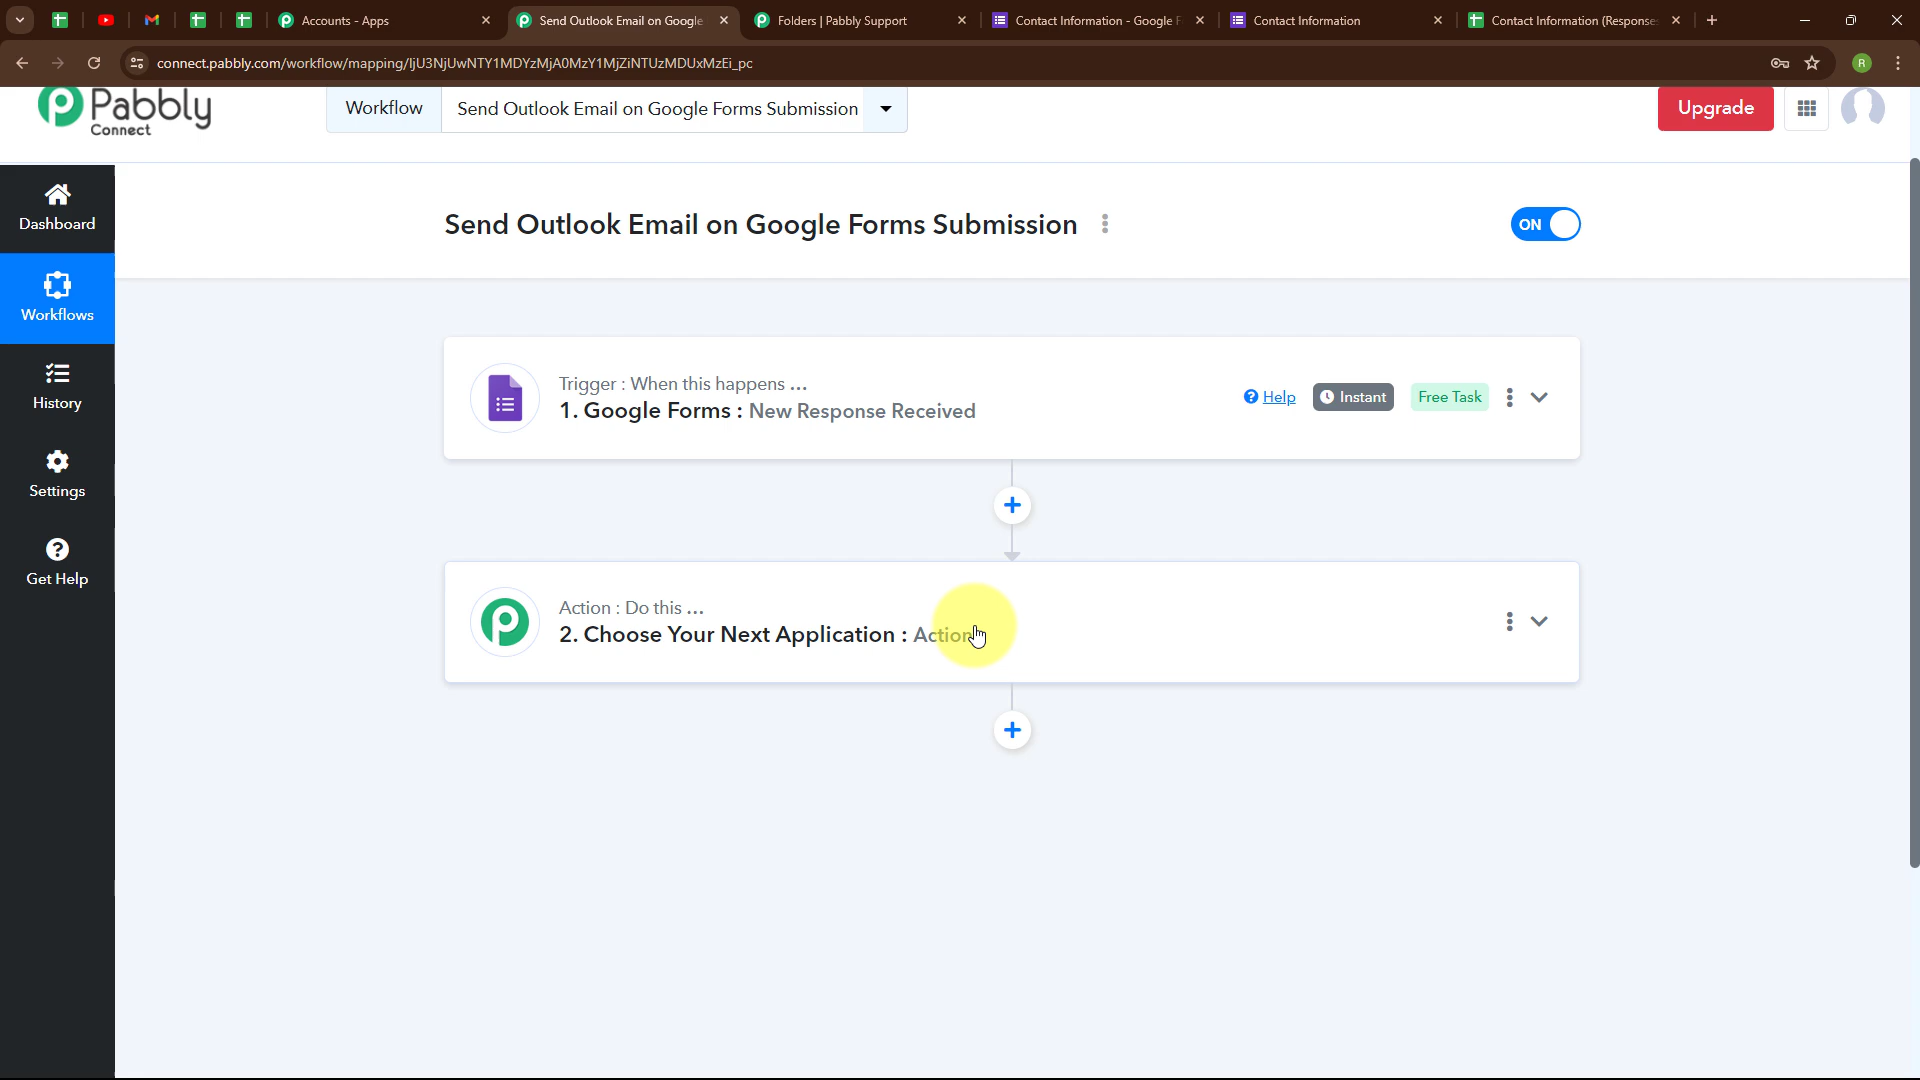 Accounts - Apps
Send Outlook Email on Google
Folders | Pabbly Support
Contact Information - Google F
Contact Information
Contact Information (Response
connect.pabbly.com/workflow/mapping/IjU3NjUwNTY1MDYzMjA0MzY1MjZiNTUzMDUxMzEi_pc
R
Pabbly
Connect
Workflow
Send Outlook Email on Google Forms Submission
Upgrade
Dashboard
Workflows
History
Settings
Get Help
Send Outlook Email on Google Forms Submission
ON
Trigger : When this happens ...
1. Google Forms : New Response Received
Help
Instant
Free Task
Action : Do this ...
2. Choose Your Next Application : Action